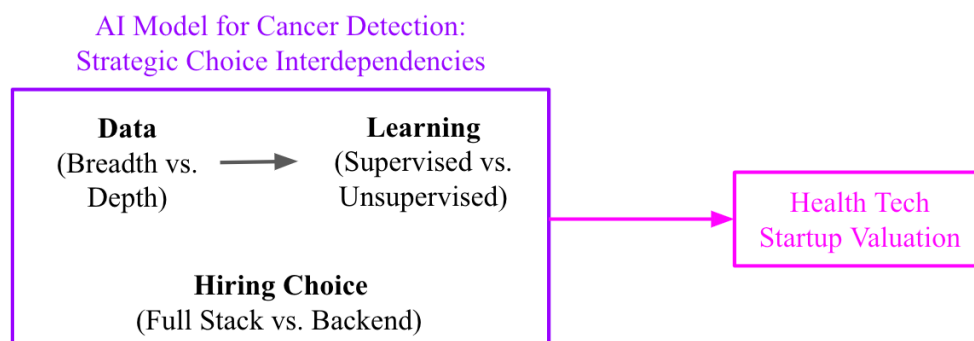 AI Model for Cancer Detection:
Strategic Choice Interdependencies
Data
(Breadth vs.
Depth)
Learning
(Supervised vs.
Unsupervised)
Hiring Choice
(Full Stack vs. Backend)
Health Tech
Startup Valuation